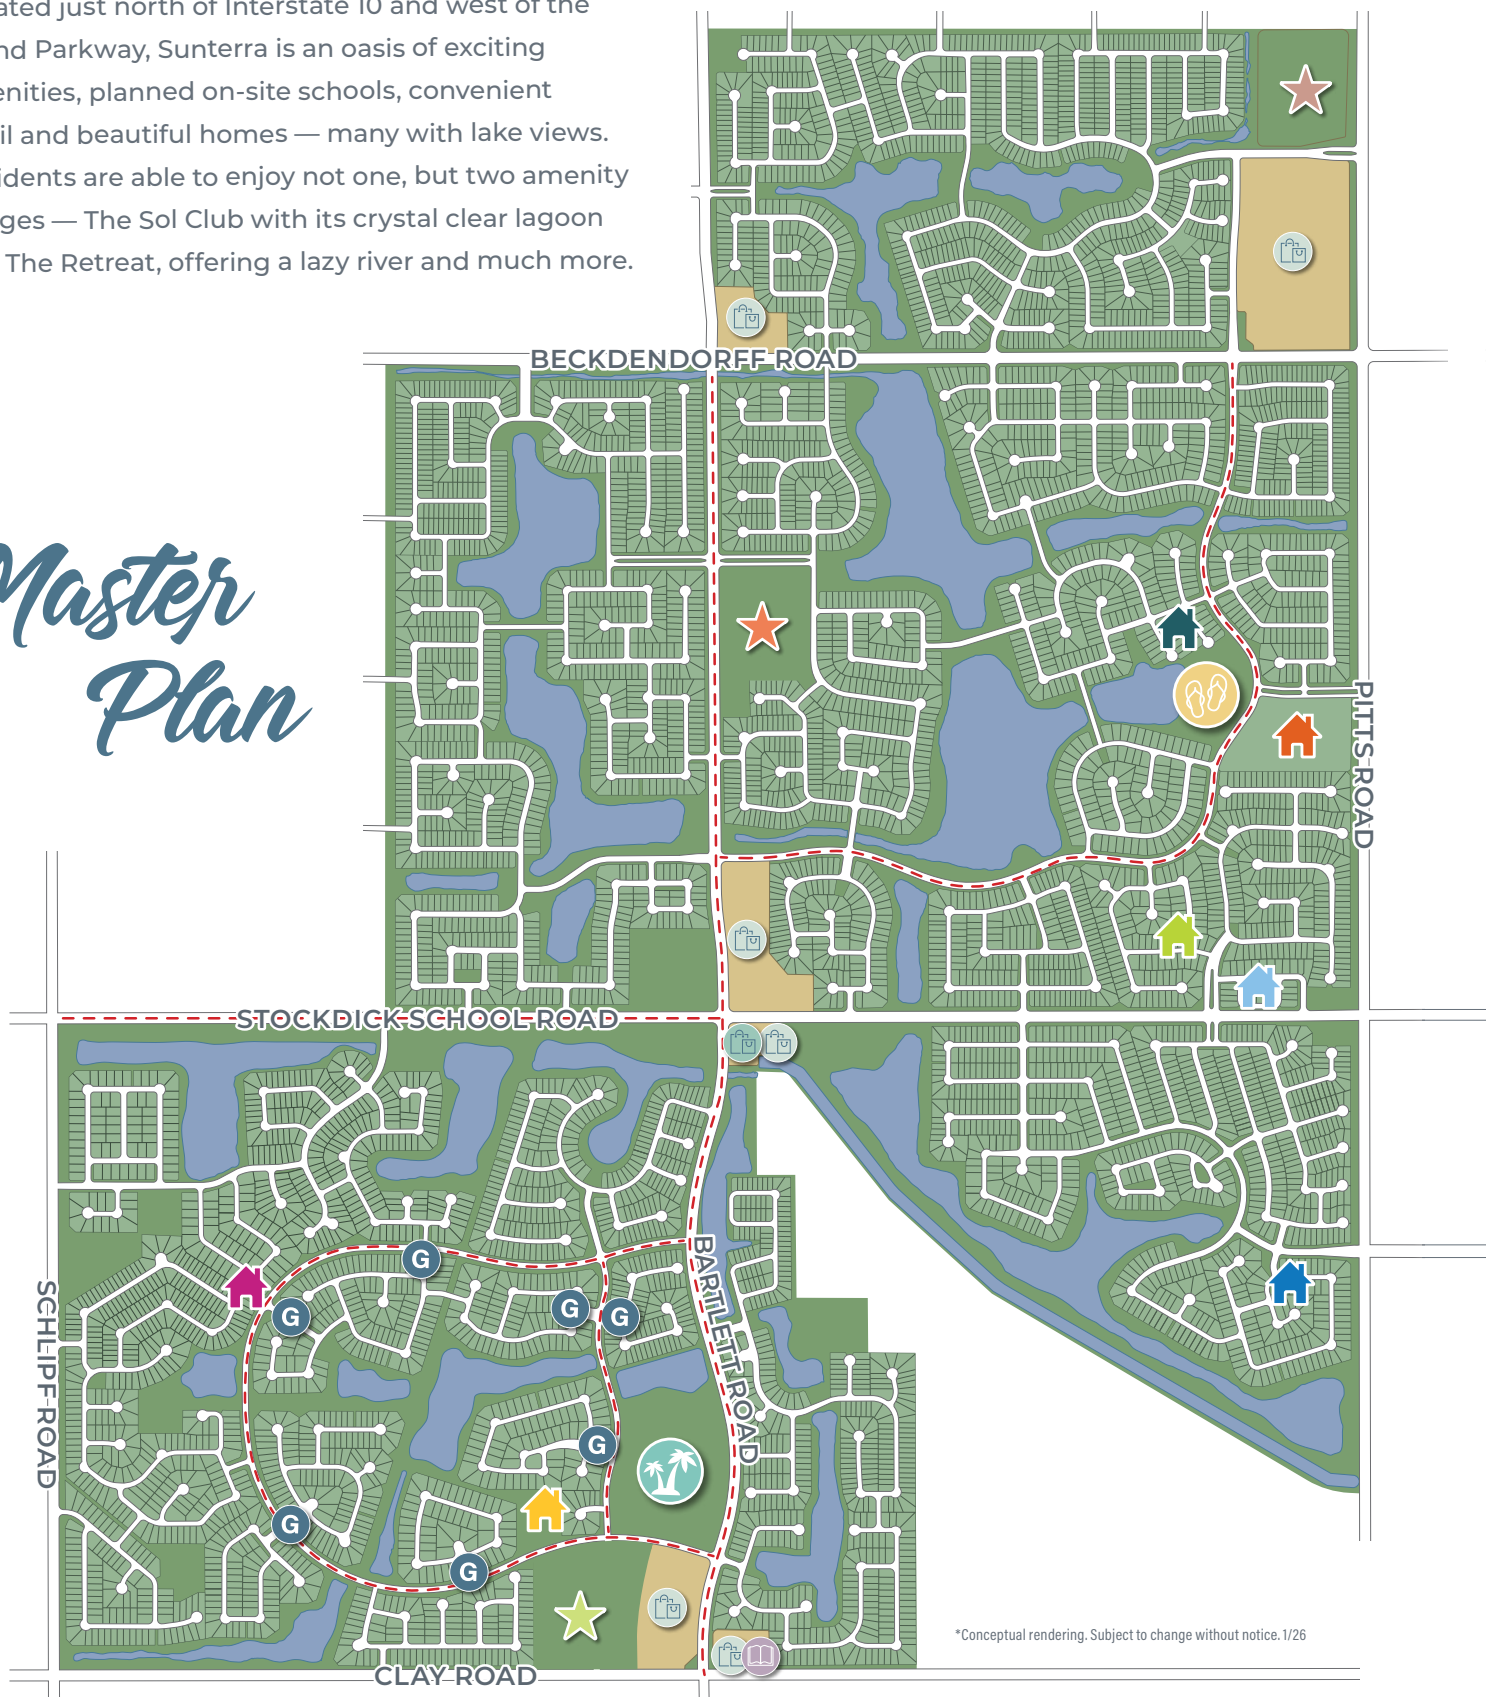 ated just north of Interstate 10 and west of the
nd Parkway, Sunterra is an oasis of exciting
enities, planned on-site schools, convenient
il and beautiful homes — many with lake views.
idents are able to enjoy not one, but two amenity
ges — The Sol Club with its crystal clear lagoon
The Retreat, offering a lazy river and much more.
BECKDENDORFF ROAD
Master
Plan
PITTS ROAD
STOCKDICK SCHOOL ROAD
BARTLETT ROAD
SCHLIPF ROAD
G
G
G
G
G
G
G
*Conceptual rendering. Subject to change without notice. 1/26
CLAY ROAD